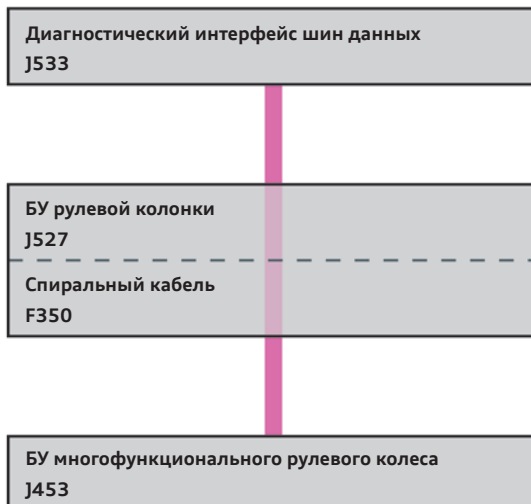 Диагностический интерфейс шин данных
J533
БУ рулевой колонки
J527
Спиральный кабель
F350
БУ многофункционального рулевого колеса
J453